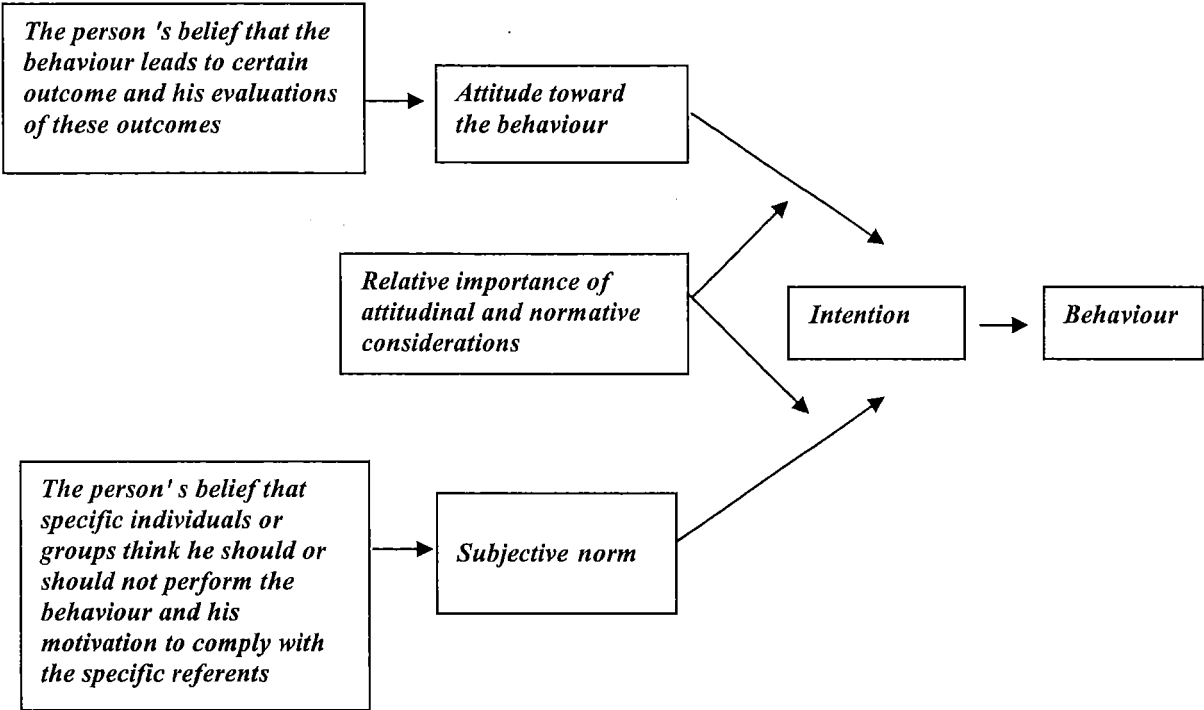 The person 's belief that the
behaviour leads to certain
outcome and his evaluations
of these outcomes
Attitude toward
the behaviour
Relative importance of
attitudinal and normative
considerations
Intention
Behaviour
The person' s belief that
specific individuals or
groups think he should or
should not perform the
behaviour and his
motivation to comply with
the specific referents
Subjective norm